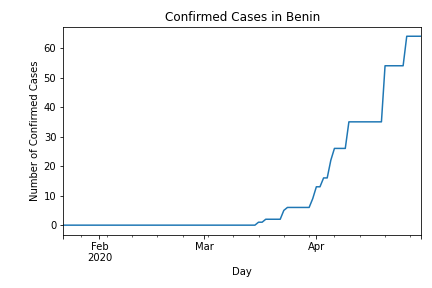 Confirmed Cases in Benin
60
50
40
30
20
10
0
Number of Confirmed Cases
Feb
2020
Mar
Apr
Day